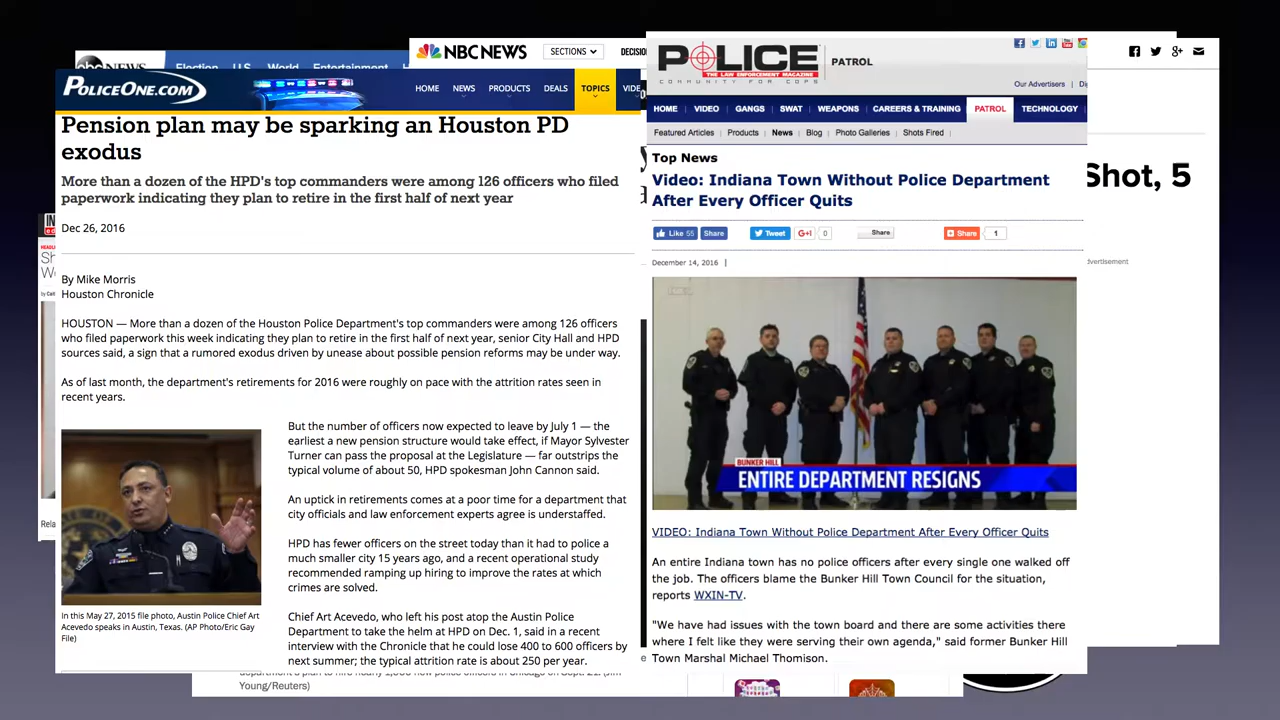 abc NEWS
Election U.S. World Entertainment
NBC NEWS
SECTIONS
DECISIO
POLICEONE.COM
HOME NEWS PRODUCTS DEALS TOPICS VIDE
Pension plan may be sparking an Houston PD
exodus
More than a dozen of the HPD's top commanders were among 126 officers who filed
paperwork indicating they plan to retire in the first half of next year
Dec 26, 2016
By Mike Morris
Houston Chronicle
HOUSTON — More than a dozen of the Houston Police Department's top commanders were among 126 officers
who filed paperwork this week indicating they plan to retire in the first half of next year, senior City Hall and HPD
sources said, a sign that a rumored exodus driven by unease about possible pension reforms may be under way.
As of last month, the department's retirements for 2016 were roughly on pace with the attrition rates seen in
recent years.
But the number of officers now expected to leave by July 1 — the
earliest a new pension structure would take effect, if Mayor Sylvester
Turner can pass the proposal at the Legislature — far outstrips the
typical volume of about 50, HPD spokesman John Cannon said.
An uptick in retirements comes at a poor time for a department that
city officials and law enforcement experts agree is understaffed.
HPD has fewer officers on the street today than it had to police a
much smaller city 15 years ago, and a recent operational study
recommended ramping up hiring to improve the rates at which
crimes are solved.
Chief Art Acevedo, who left his post atop the Austin Police
Department to take the helm at HPD on Dec. 1, said in a recent
interview with the Chronicle that he could lose 400 to 600 officers by
next summer; the typical attrition rate is about 250 per year.
In this May 27, 2015 file photo, Austin Police Chief Art
Acevedo speaks in Austin, Texas. (AP Photo/Eric Gay
File)
Rela
Young/Reuters)
POLICE
THE LAW ENFORCEMENT MAGAZINE
COMMUNITY FOR COPS
PATROL
Our Advertisers Di
HOME VIDEO GANGS SWAT WEAPONS CAREERS & TRAINING PATROL TECHNOLOGY
Featured Articles Products News Blog Photo Galleries Shots Fired
Top News
Video: Indiana Town Without Police Department
After Every Officer Quits
Like 55 Share Tweet G+1 0 Share Share 1
December 14, 2016
BUNKER HILL
ENTIRE DEPARTMENT RESIGNS
VIDEO: Indiana Town Without Police Department After Every Officer Quits
An entire Indiana town has no police officers after every single one walked off
the job. The officers blame the Bunker Hill Town Council for the situation,
reports WXIN-TV.
"We have had issues with the town board and there are some activities there
where I felt like they were serving their own agenda," said former Bunker Hill
Town Marshal Michael Thomison.
Shot, 5
vertisement